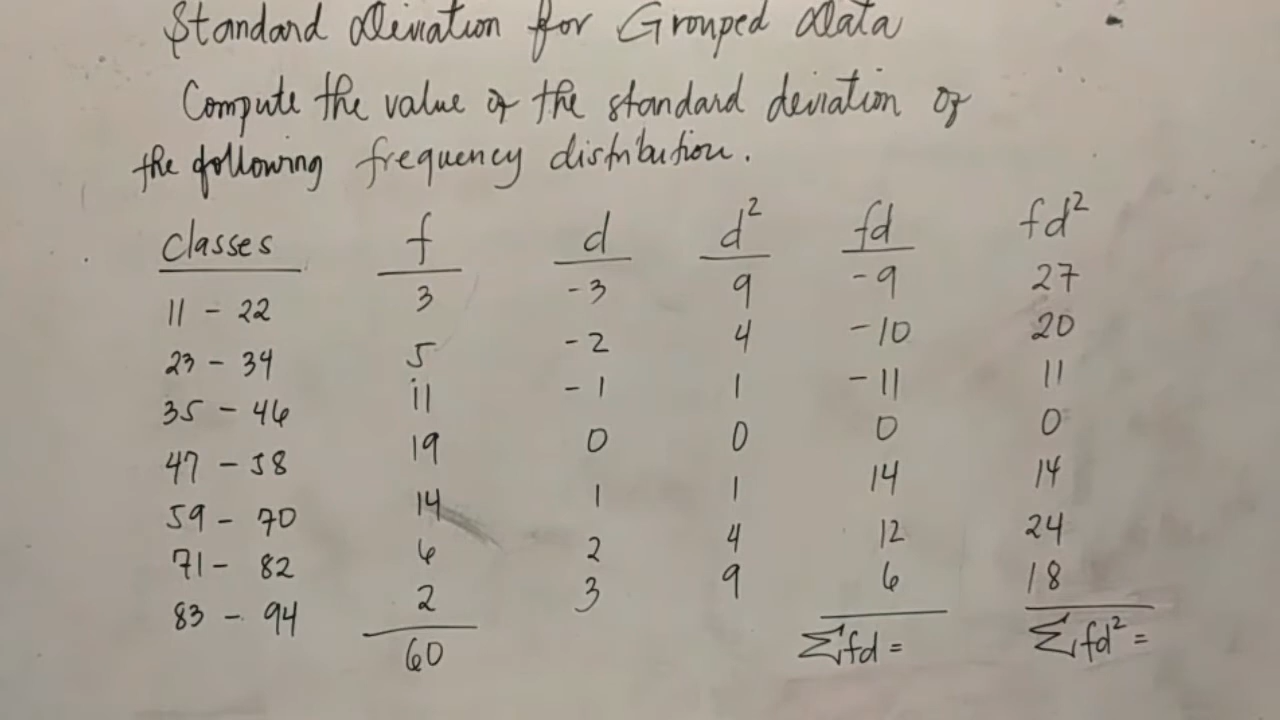 Standard Deviation for Grouped Data
Compute the value of the standard deviation of
the following frequency distribution.
Classes f d d² fd fd²
11 - 22 3 -3 9 -9 27
23 - 34 5 -2 4 -10 20
35 - 46 11 -1 1 -11 11
47 - 58 19 0 0 0 0
59 - 70 14 1 1 14 14
71 - 82 6 2 4 12 24
83 - 94 2 3 9 6 18
60 ∑fd = ∑fd² =